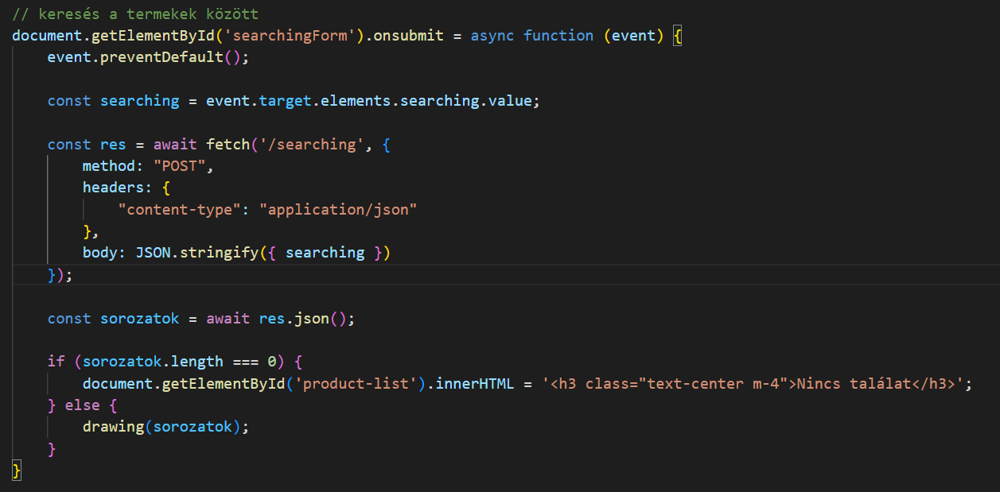 // keresés a termekek között
document.getElementById('searchingForm').onsubmit = async function (event) {
    event.preventDefault();

    const searching = event.target.elements.searching.value;

    const res = await fetch('/searching', {
        method: "POST",
        headers: {
            "content-type": "application/json"
        },
        body: JSON.stringify({ searching })
    });

    const sorozatok = await res.json();

    if (sorozatok.length === 0) {
        document.getElementById('product-list').innerHTML = '<h3 class="text-center m-4">Nincs találat</h3>';
    } else {
        drawing(sorozatok);
    }
}